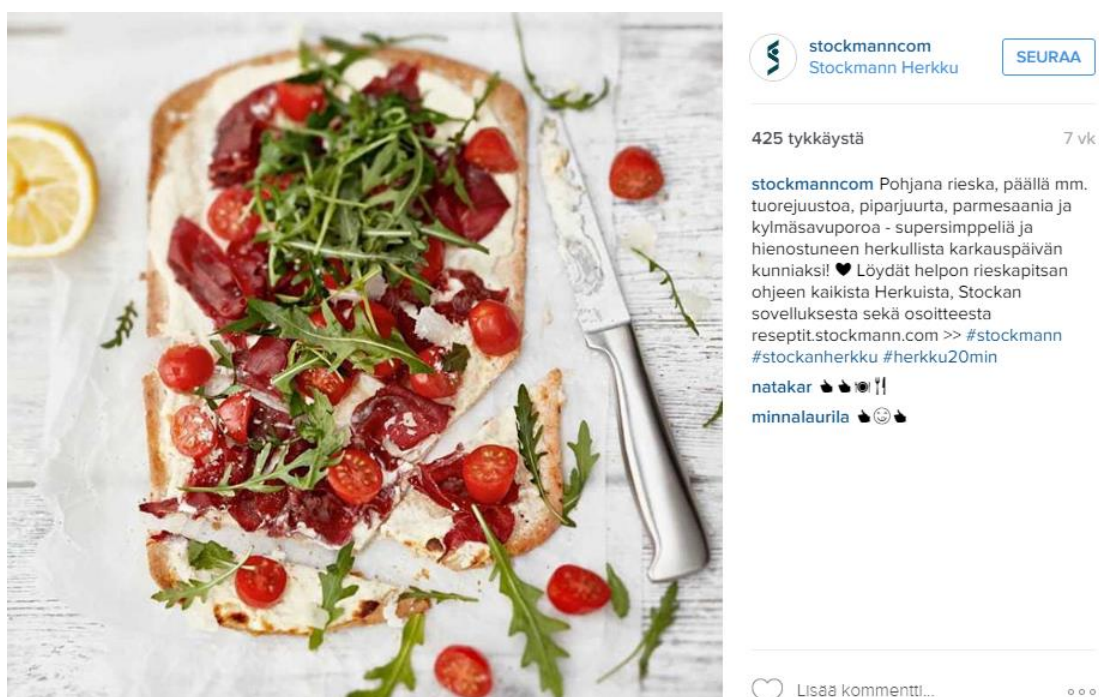 stockmanncom
Stockmann Herkku
SEURAA
425 tykkäystä
7 vk
stockmanncom Pohjana rieska, päällä mm.
tuorejuustoa, piparjuurta, parmesaania ja
kylmäsavuporoa - supersimppeliä ja
hienostuneen herkullista karkauspäivän
kunniaksi! 🖤 Löydät helpon rieskapitsan
ohjeen kaikista Herkuista, Stockan
sovelluksesta sekä osoitteesta
reseptit.stockmann.com >> #stockmann
#stockanherkku #herkku20min
natakar 👍👍🍽🍴
minnalaurila 👍😉👍
Lisää kommentti...